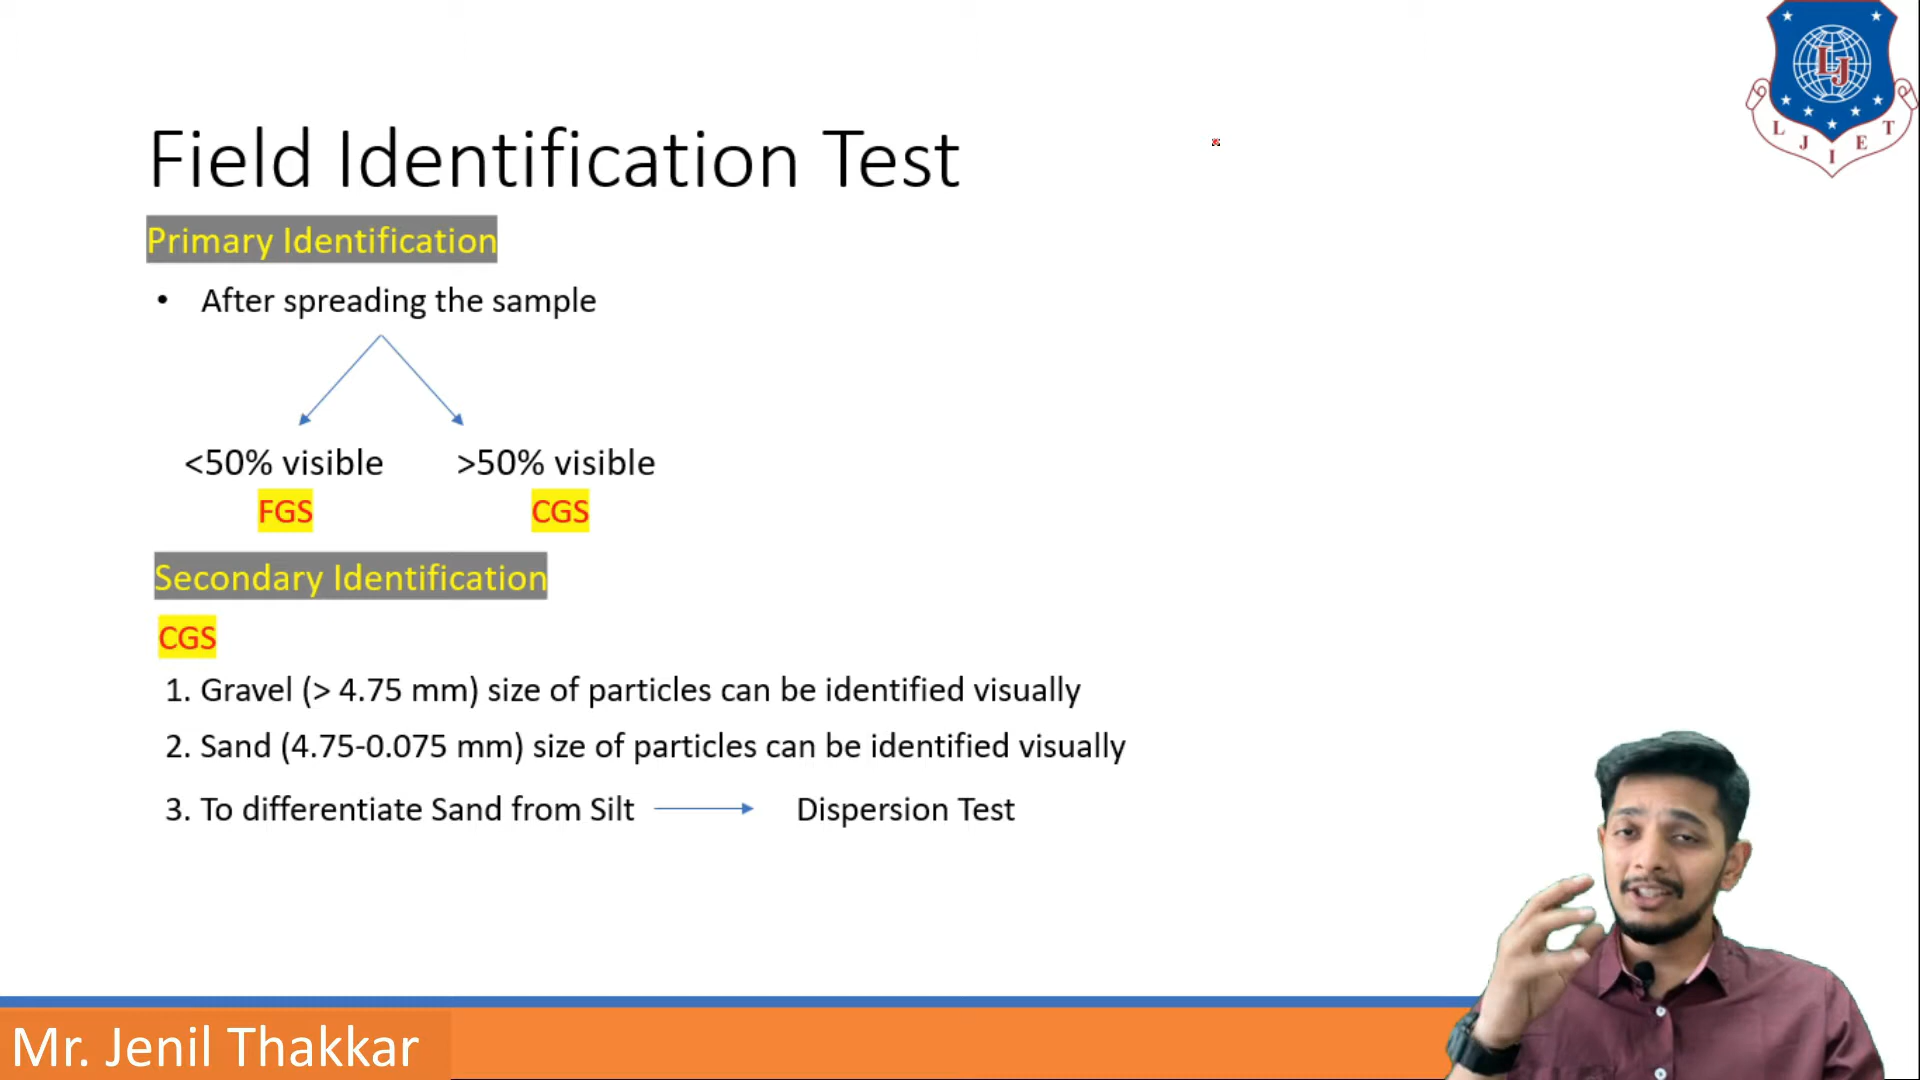 Field Identification Test
Primary Identification
• After spreading the sample
<50% visible >50% visible
FGS CGS
Secondary Identification
CGS
1. Gravel (> 4.75 mm) size of particles can be identified visually
2. Sand (4.75-0.075 mm) size of particles can be identified visually
3. To differentiate Sand from Silt Dispersion Test
Mr. Jenil Thakkar
LJ
L J I E T